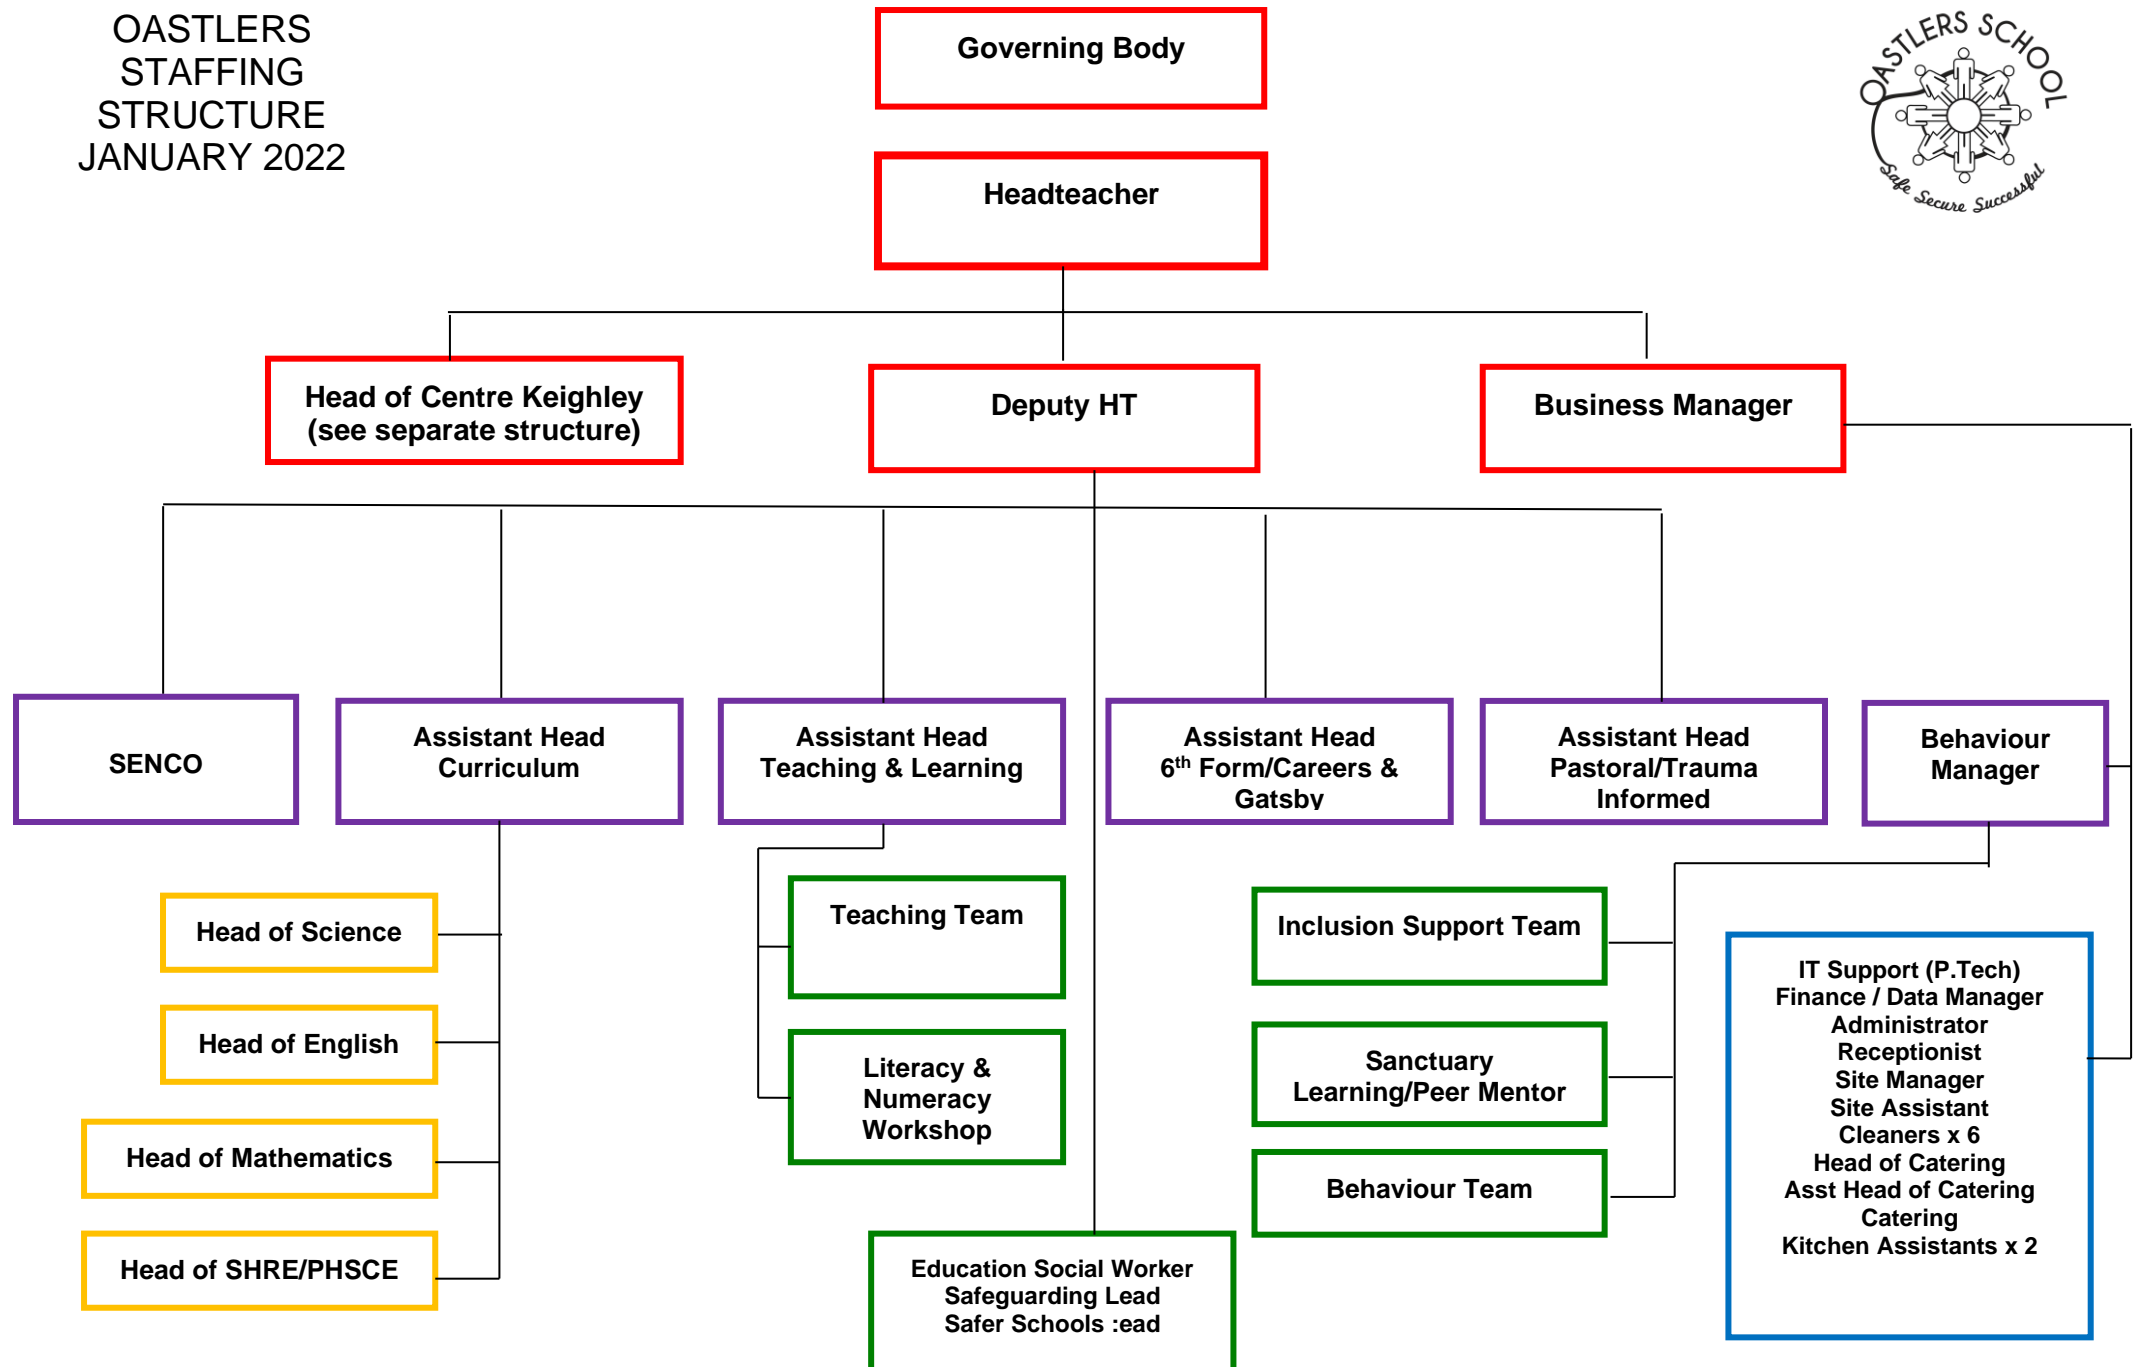 OASTLERS
STAFFING
STRUCTURE
JANUARY 2022
Governing Body
OASTLERS SCHOOL
Safe Secure Successful
Headteacher
Head of Centre Keighley
(see separate structure)
Deputy HT
Business Manager
SENCO
Assistant Head
Curriculum
Assistant Head
Teaching & Learning
Assistant Head
6th Form/Careers &
Gatsby
Assistant Head
Pastoral/Trauma
Informed
Behaviour
Manager
Head of Science
Head of English
Head of Mathematics
Head of SHRE/PHSCE
Teaching Team
Literacy &
Numeracy
Workshop
Education Social Worker
Safeguarding Lead
Safer Schools :ead
Inclusion Support Team
Sanctuary
Learning/Peer Mentor
Behaviour Team
IT Support (P.Tech)
Finance / Data Manager
Administrator
Receptionist
Site Manager
Site Assistant
Cleaners x 6
Head of Catering
Asst Head of Catering
Catering
Kitchen Assistants x 2